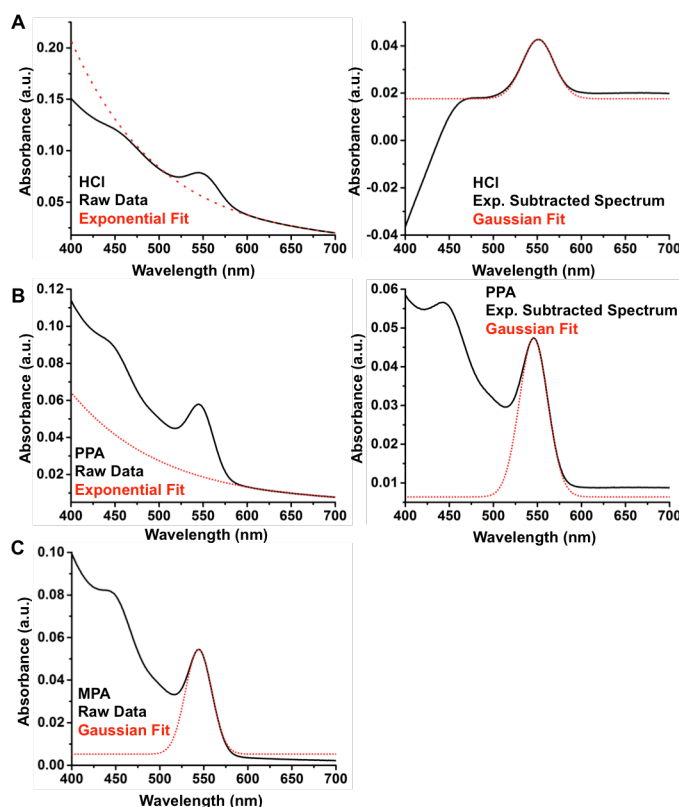 A
Absorbance (a.u.)
0.20
0.15
0.10
0.05
HCl
Raw Data
Exponential Fit
400 450 500 550 600 650 700
Wavelength (nm)
Absorbance (a.u.)
0.04
0.02
0.00
-0.02
-0.04
HCl
Exp. Subtracted Spectrum
Gaussian Fit
400 450 500 550 600 650 700
Wavelength (nm)
B
Absorbance (a.u.)
0.12
0.10
0.08
0.06
0.04
0.02
PPA
Raw Data
Exponential Fit
400 450 500 550 600 650 700
Wavelength (nm)
Absorbance (a.u.)
0.06
0.05
0.04
0.03
0.02
0.01
PPA
Exp. Subtracted Spectrum
Gaussian Fit
400 450 500 550 600 650 700
Wavelength (nm)
C
Absorbance (a.u.)
0.10
0.08
0.06
0.04
0.02
0.00
MPA
Raw Data
Gaussian Fit
400 450 500 550 600 650 700
Wavelength (nm)